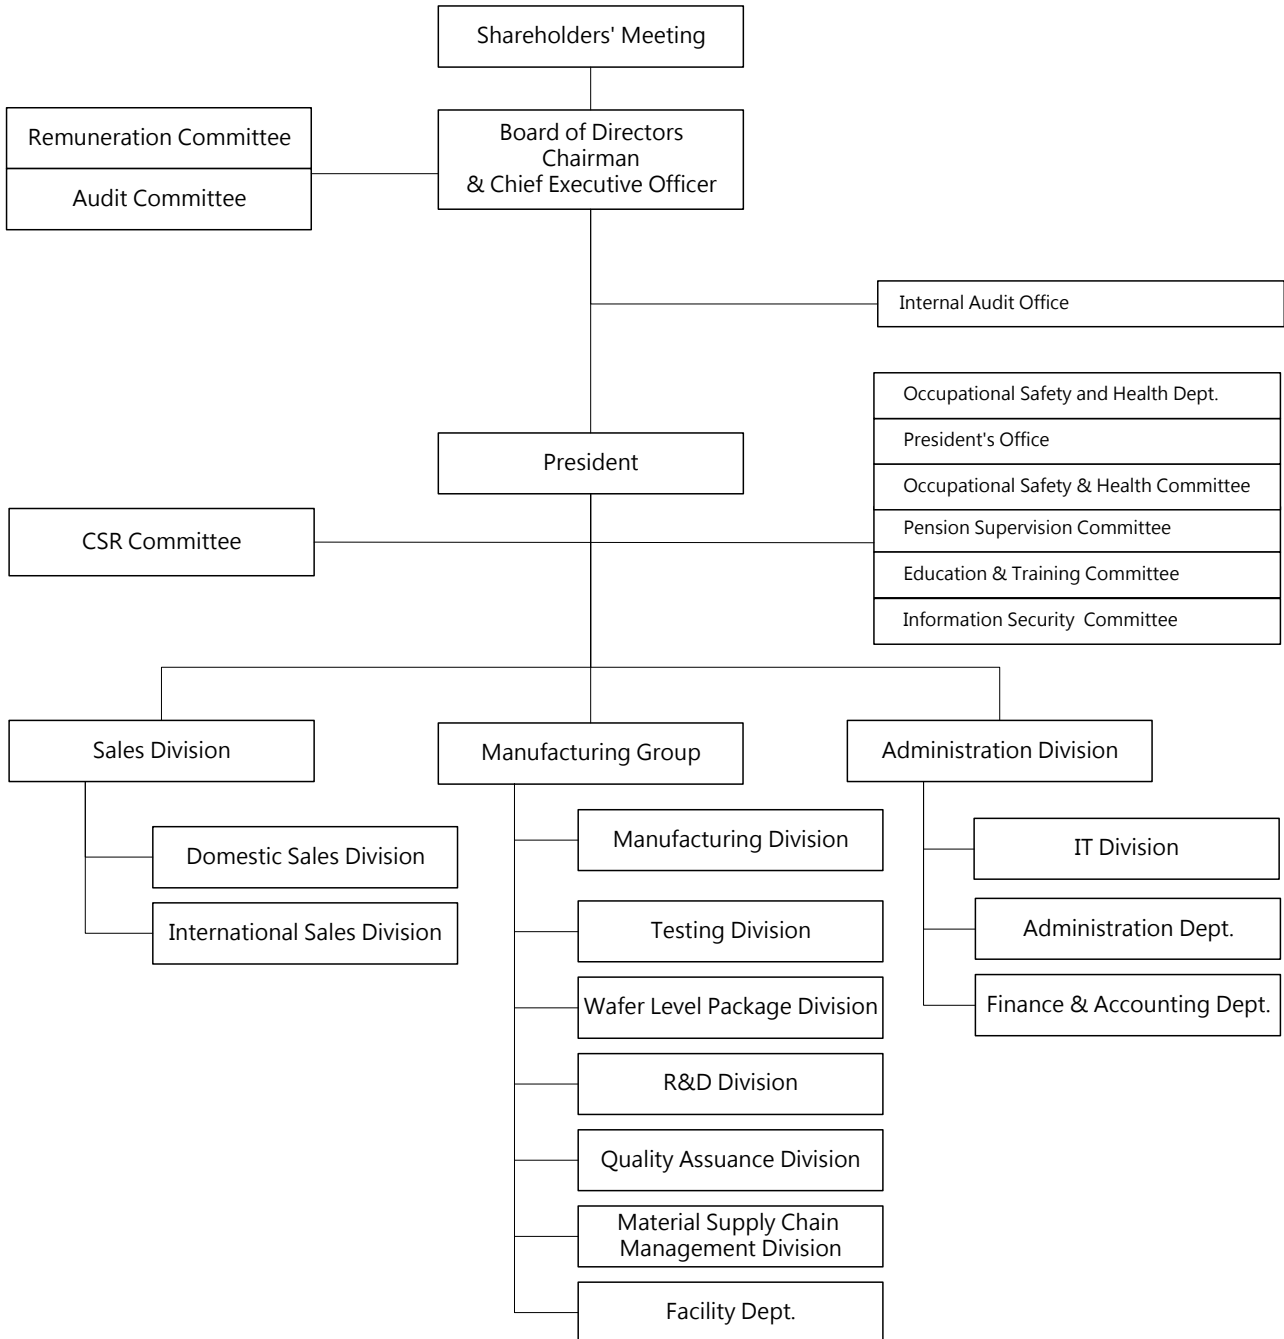 Shareholders' Meeting
Remuneration Committee
Audit Committee
Board of Directors
Chairman
& Chief Executive Officer
Internal Audit Office
President
Occupational Safety and Health Dept.
President's Office
Occupational Safety & Health Committee
Pension Supervision Committee
Education & Training Committee
Information Security  Committee
CSR Committee
Sales Division
Domestic Sales Division
International Sales Division
Manufacturing Group
Manufacturing Division
Testing Division
Wafer Level Package Division
R&D Division
Quality Assuance Division
Material Supply Chain
Management Division
Facility Dept.
Administration Division
IT Division
Administration Dept.
Finance & Accounting Dept.